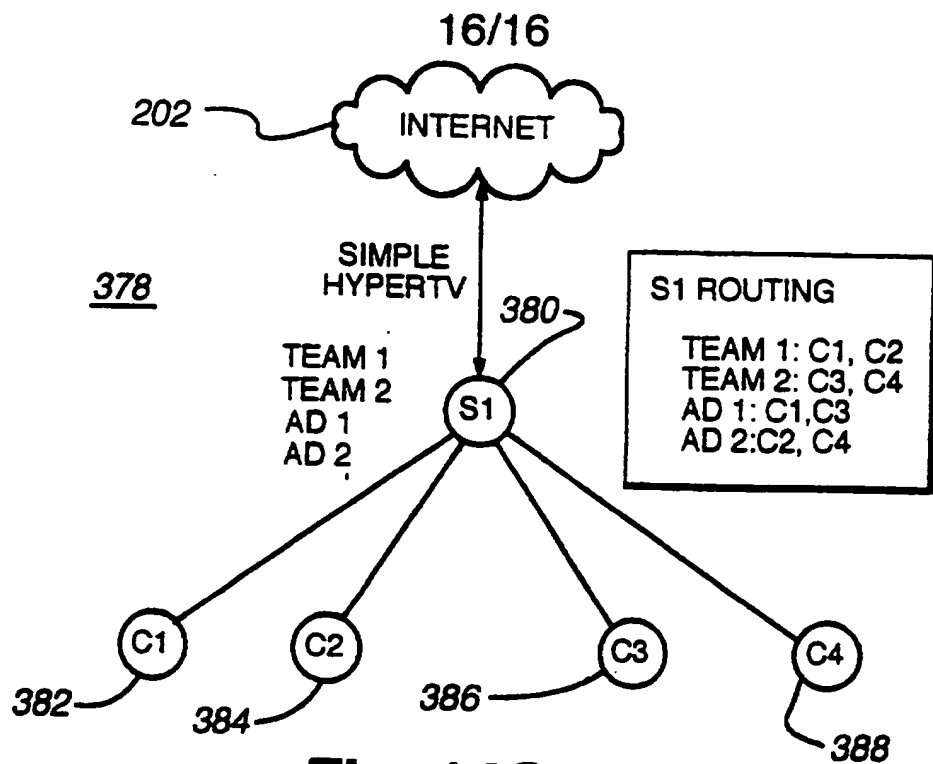 16/16
INTERNET
202
SIMPLE
HYPERTV
378
380
TEAM 1
TEAM 2
AD 1
AD 2
S1
S1 ROUTING
TEAM 1: C1, C2
TEAM 2: C3, C4
AD 1: C1,C3
AD 2:C2, C4
C1
C2
C3
C4
382
384
386
388